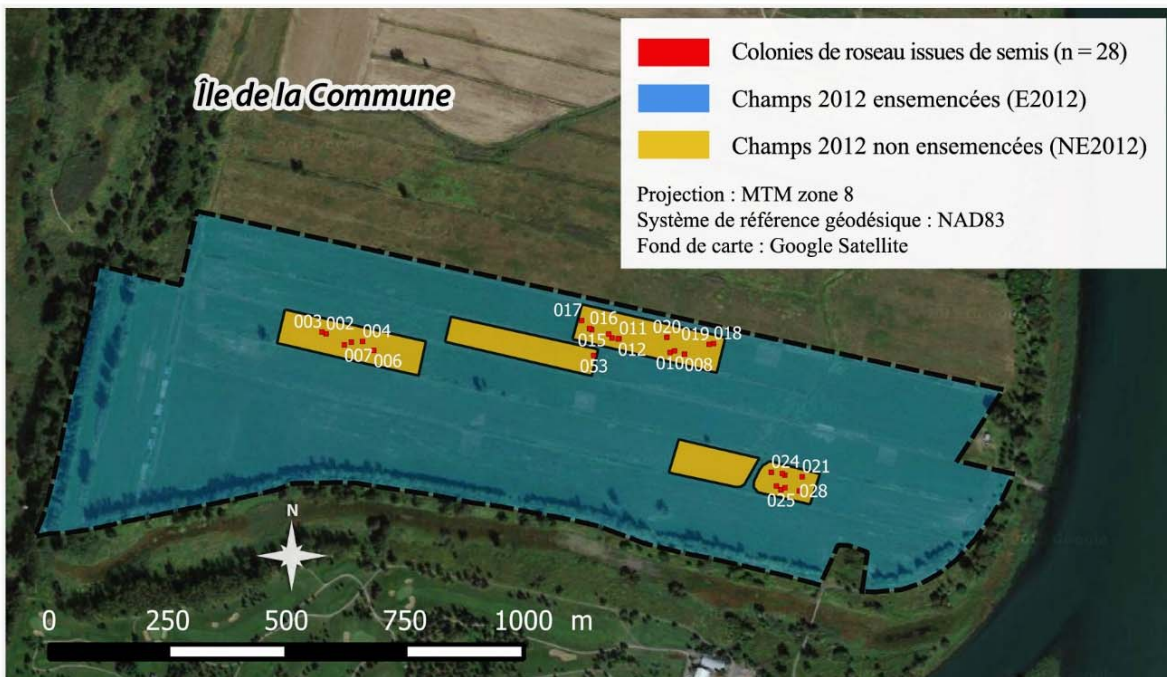 Île de la Commune
Colonies de roseau issues de semis (n = 28)
Champs 2012 ensemencées (E2012)
Champs 2012 non ensemencées (NE2012)
Projection : MTM zone 8
Système de référence géodésique : NAD83
Fond de carte : Google Satellite
017 016
003 002
004
011
020
019 018
015
012
007 006
053
010 008
024
021
025
028
N
0 250 500 750 1000 m